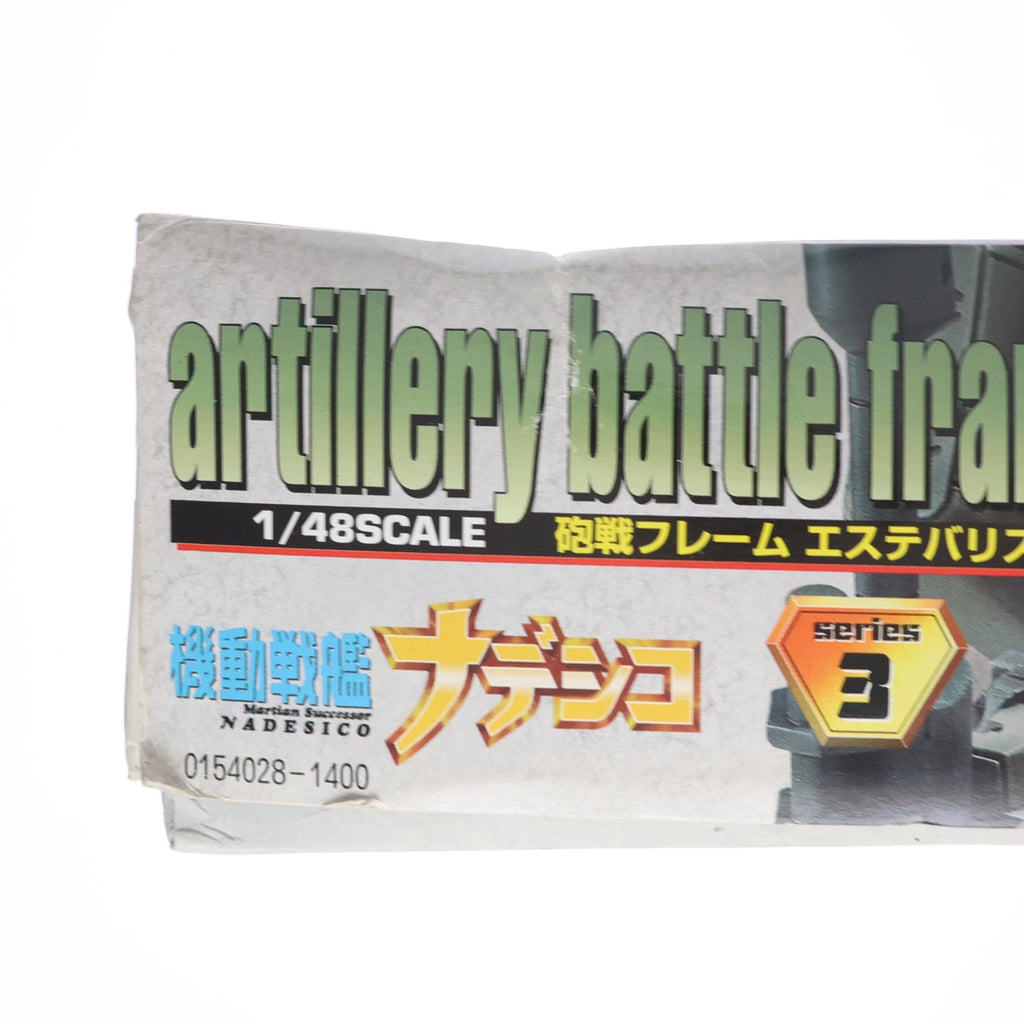 artillery battle fra
1/48SCALE 砲戦フレーム エステバリス
機動戦艦 ナデシコ
Martian Successor
NADESICO
series
3
0154028-1400